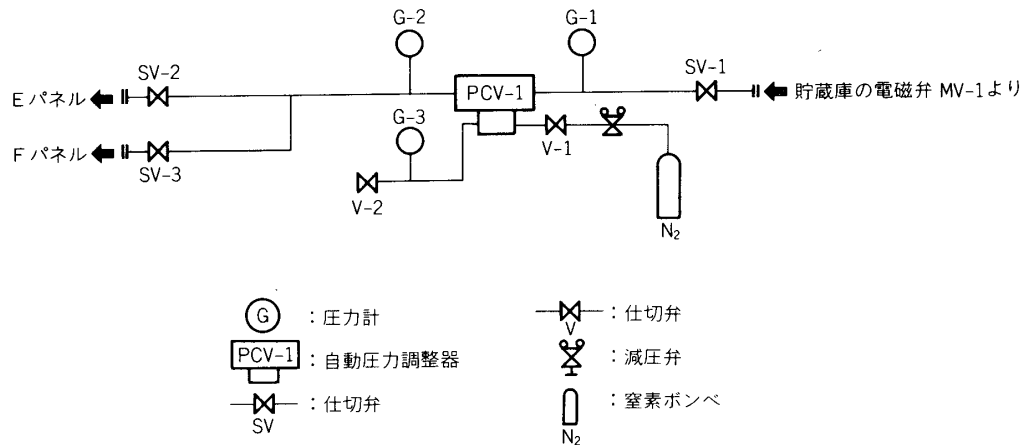 G-2
G-1
SV-2
SV-1
Eパネル
PCV-1
貯蔵庫の電磁弁 MV-1より
G-3
Fパネル
V-1
SV-3
V-2
N₂
G :圧力計
V :仕切弁
PCV-1 :自動圧力調整器
:減圧弁
SV :仕切弁
N₂ :窒素ボンベ